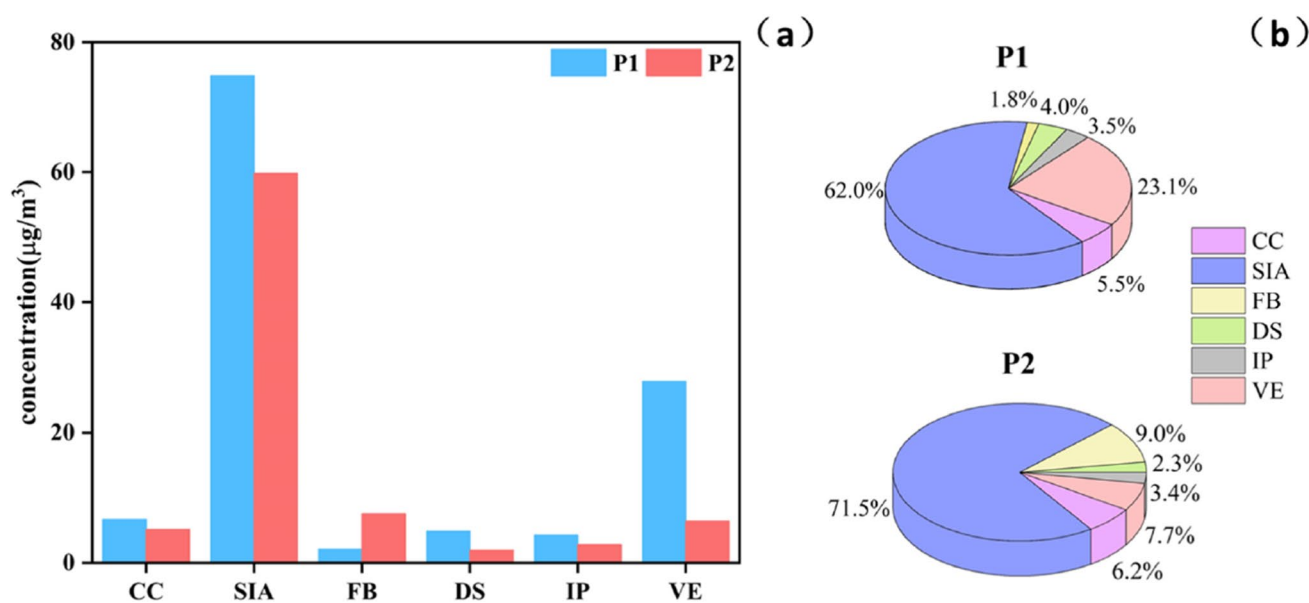 (a)
80
60
40
20
0
concentration(μg/m³)
P1 P2
CC SIA FB DS IP VE
(b)
P1
1.8%
4.0%
3.5%
62.0%
23.1%
5.5%
CC
SIA
FB
DS
IP
VE
P2
9.0%
2.3%
3.4%
71.5%
7.7%
6.2%